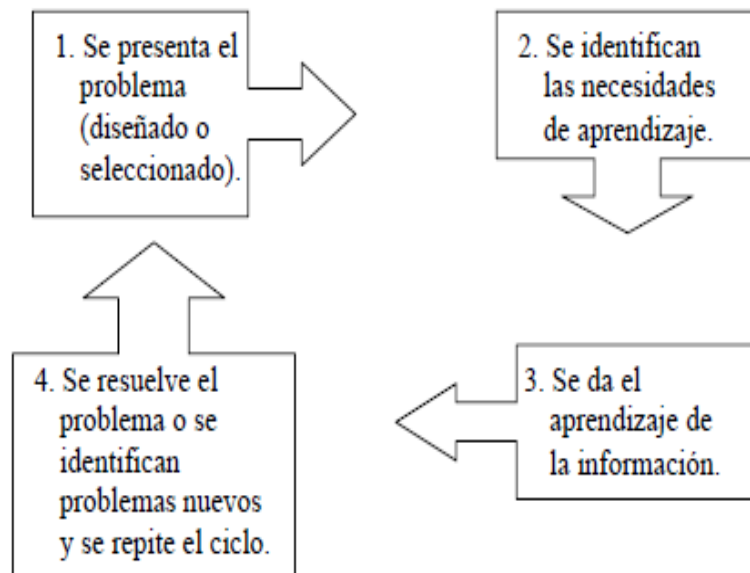 1. Se presenta el
problema
(diseñado o
seleccionado).
2. Se identifican
las necesidades
de aprendizaje.
3. Se da el
aprendizaje de
la información.
4. Se resuelve el
problema o se
identifican
problemas nuevos
y se repite el ciclo.